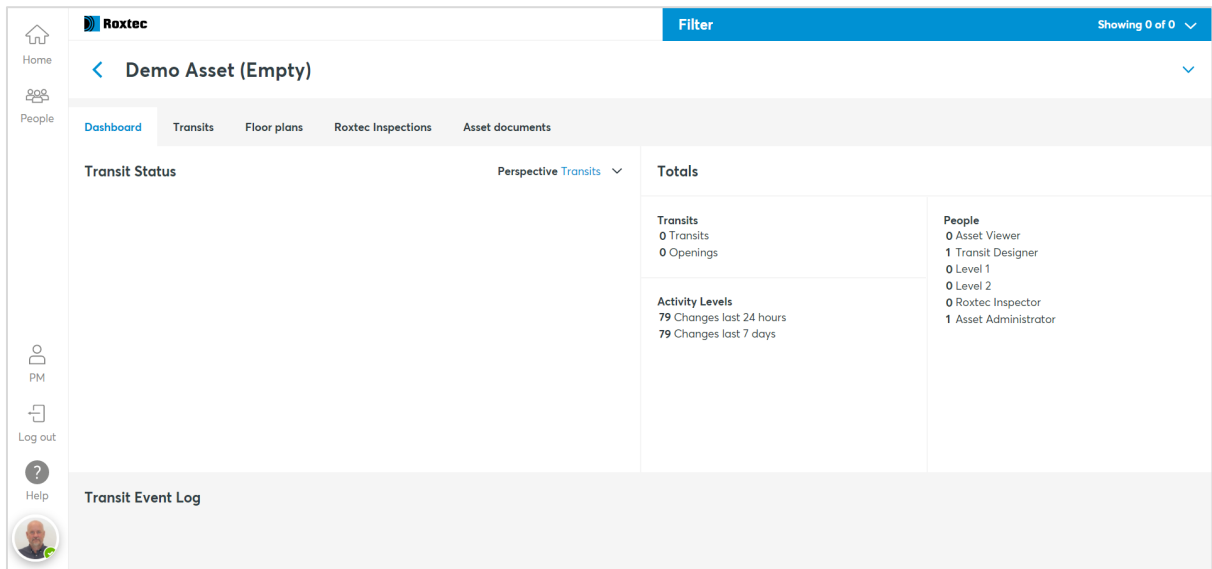 Home
People
PM
Log out
?
Help
Roxtec
Filter
Showing 0 of 0
Demo Asset (Empty)
Dashboard Transits Floor plans Roxtec Inspections Asset documents
Transit Status
Perspective Transits
Totals
Transits
0 Transits
0 Openings
Activity Levels
79 Changes last 24 hours
79 Changes last 7 days
People
0 Asset Viewer
1 Transit Designer
0 Level 1
0 Level 2
0 Roxtec Inspector
1 Asset Administrator
Transit Event Log